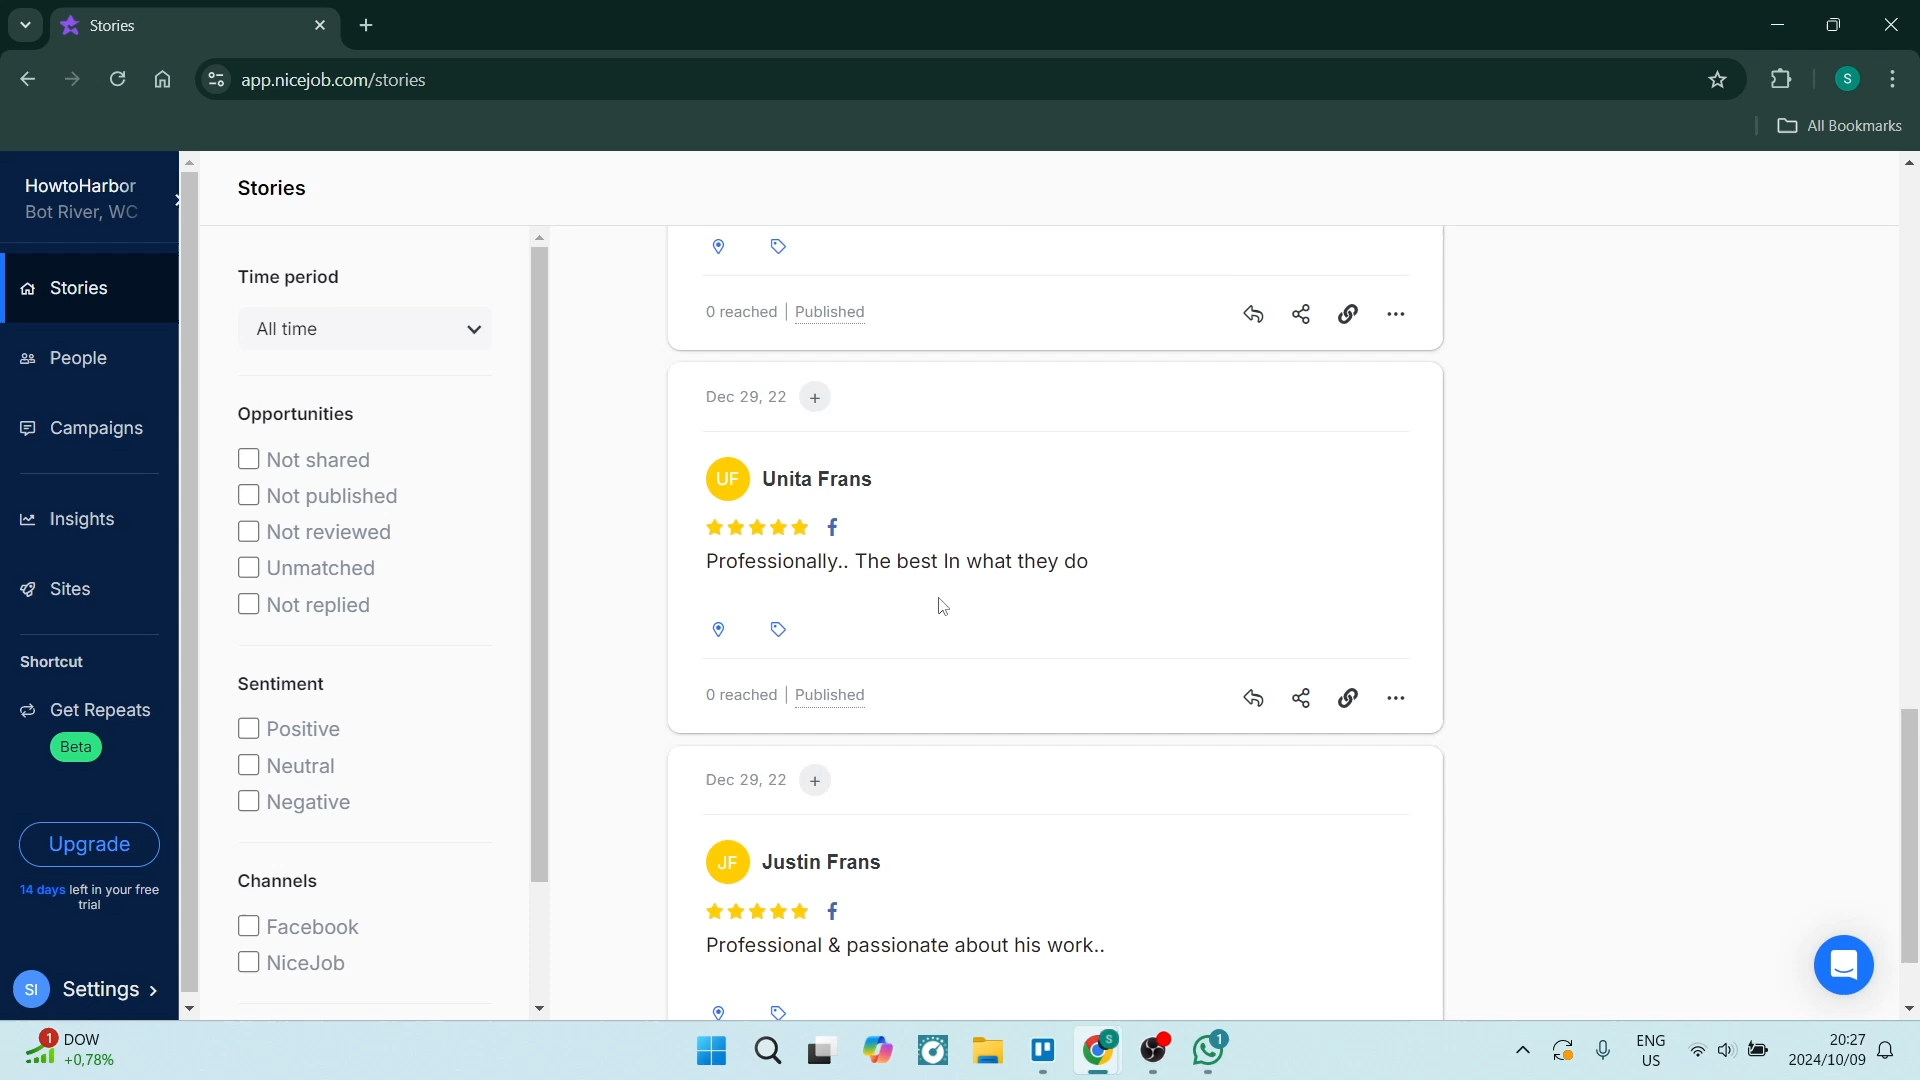 Stories
app.nicejob.com/stories
S
All Bookmarks
HowtoHarbor
Bot River, WC
Stories
People
Campaigns
Insights
Sites
Shortcut
Get Repeats
Beta
Upgrade
14 days left in your free
trial
SI Settings
Stories
Time period
All time
Opportunities
Not shared
Not published
Not reviewed
Unmatched
Not replied
Sentiment
Positive
Neutral
Negative
Channels
Facebook
NiceJob
0 reached | Published
Dec 29, 22 +
UF Unita Frans
Professionally.. The best In what they do
0 reached | Published
Dec 29, 22 +
JF Justin Frans
Professional & passionate about his work..
1 DOW
+0,78%
S
1
ENG
US
20:27
2024/10/09